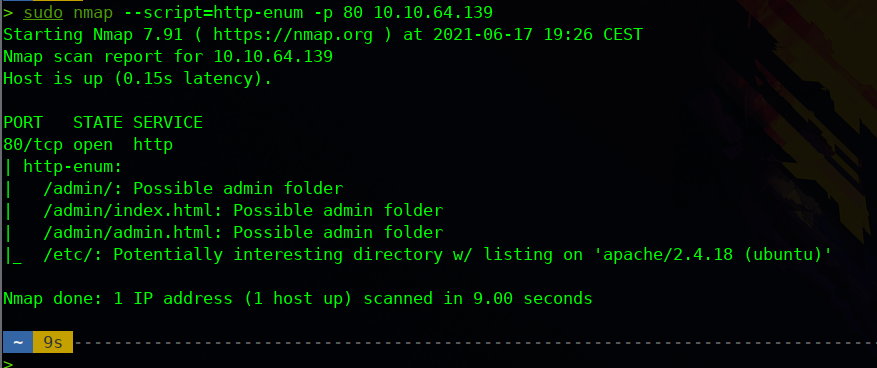 > sudo nmap --script=http-enum -p 80 10.10.64.139
Starting Nmap 7.91 ( https://nmap.org ) at 2021-06-17 19:26 CEST
Nmap scan report for 10.10.64.139
Host is up (0.15s latency).
PORT   STATE SERVICE
80/tcp open  http
| http-enum:
|   /admin/: Possible admin folder
|   /admin/index.html: Possible admin folder
|   /admin/admin.html: Possible admin folder
|_  /etc/: Potentially interesting directory w/ listing on 'apache/2.4.18 (ubuntu)'
Nmap done: 1 IP address (1 host up) scanned in 9.00 seconds
~ 9s
>